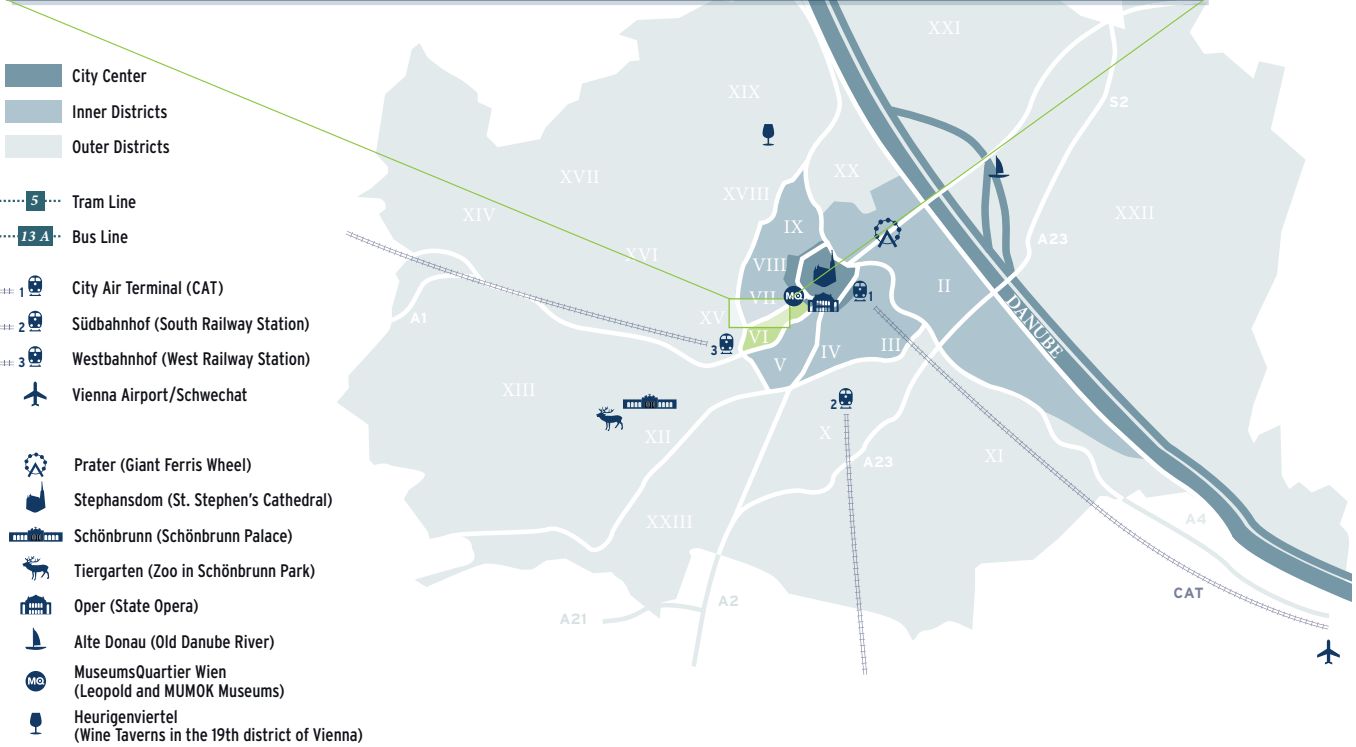 City Center
Inner Districts
Outer Districts
5 Tram Line
13 A Bus Line
1 City Air Terminal (CAT)
2 Südbahnhof (South Railway Station)
3 Westbahnhof (West Railway Station)
Vienna Airport/Schwechat
Prater (Giant Ferris Wheel)
Stephansdom (St. Stephen's Cathedral)
Schönbrunn (Schönbrunn Palace)
Tiergarten (Zoo in Schönbrunn Park)
Oper (State Opera)
Alte Donau (Old Danube River)
MQ MuseumsQuartier Wien
(Leopold and MUMOK Museums)
Heurigenviertel
(Wine Taverns in the 19th district of Vienna)
XXI
XIX
S2
XX
XVII
XVIII
XIV
XXII
IX
A23
XVI
I
VIII
II
MQ
VII
1
A1
XV
DANUBE
VI
3
IV
III
V
XIII
2
XII
X
XI
A23
XXIII
A4
CAT
A2
A21